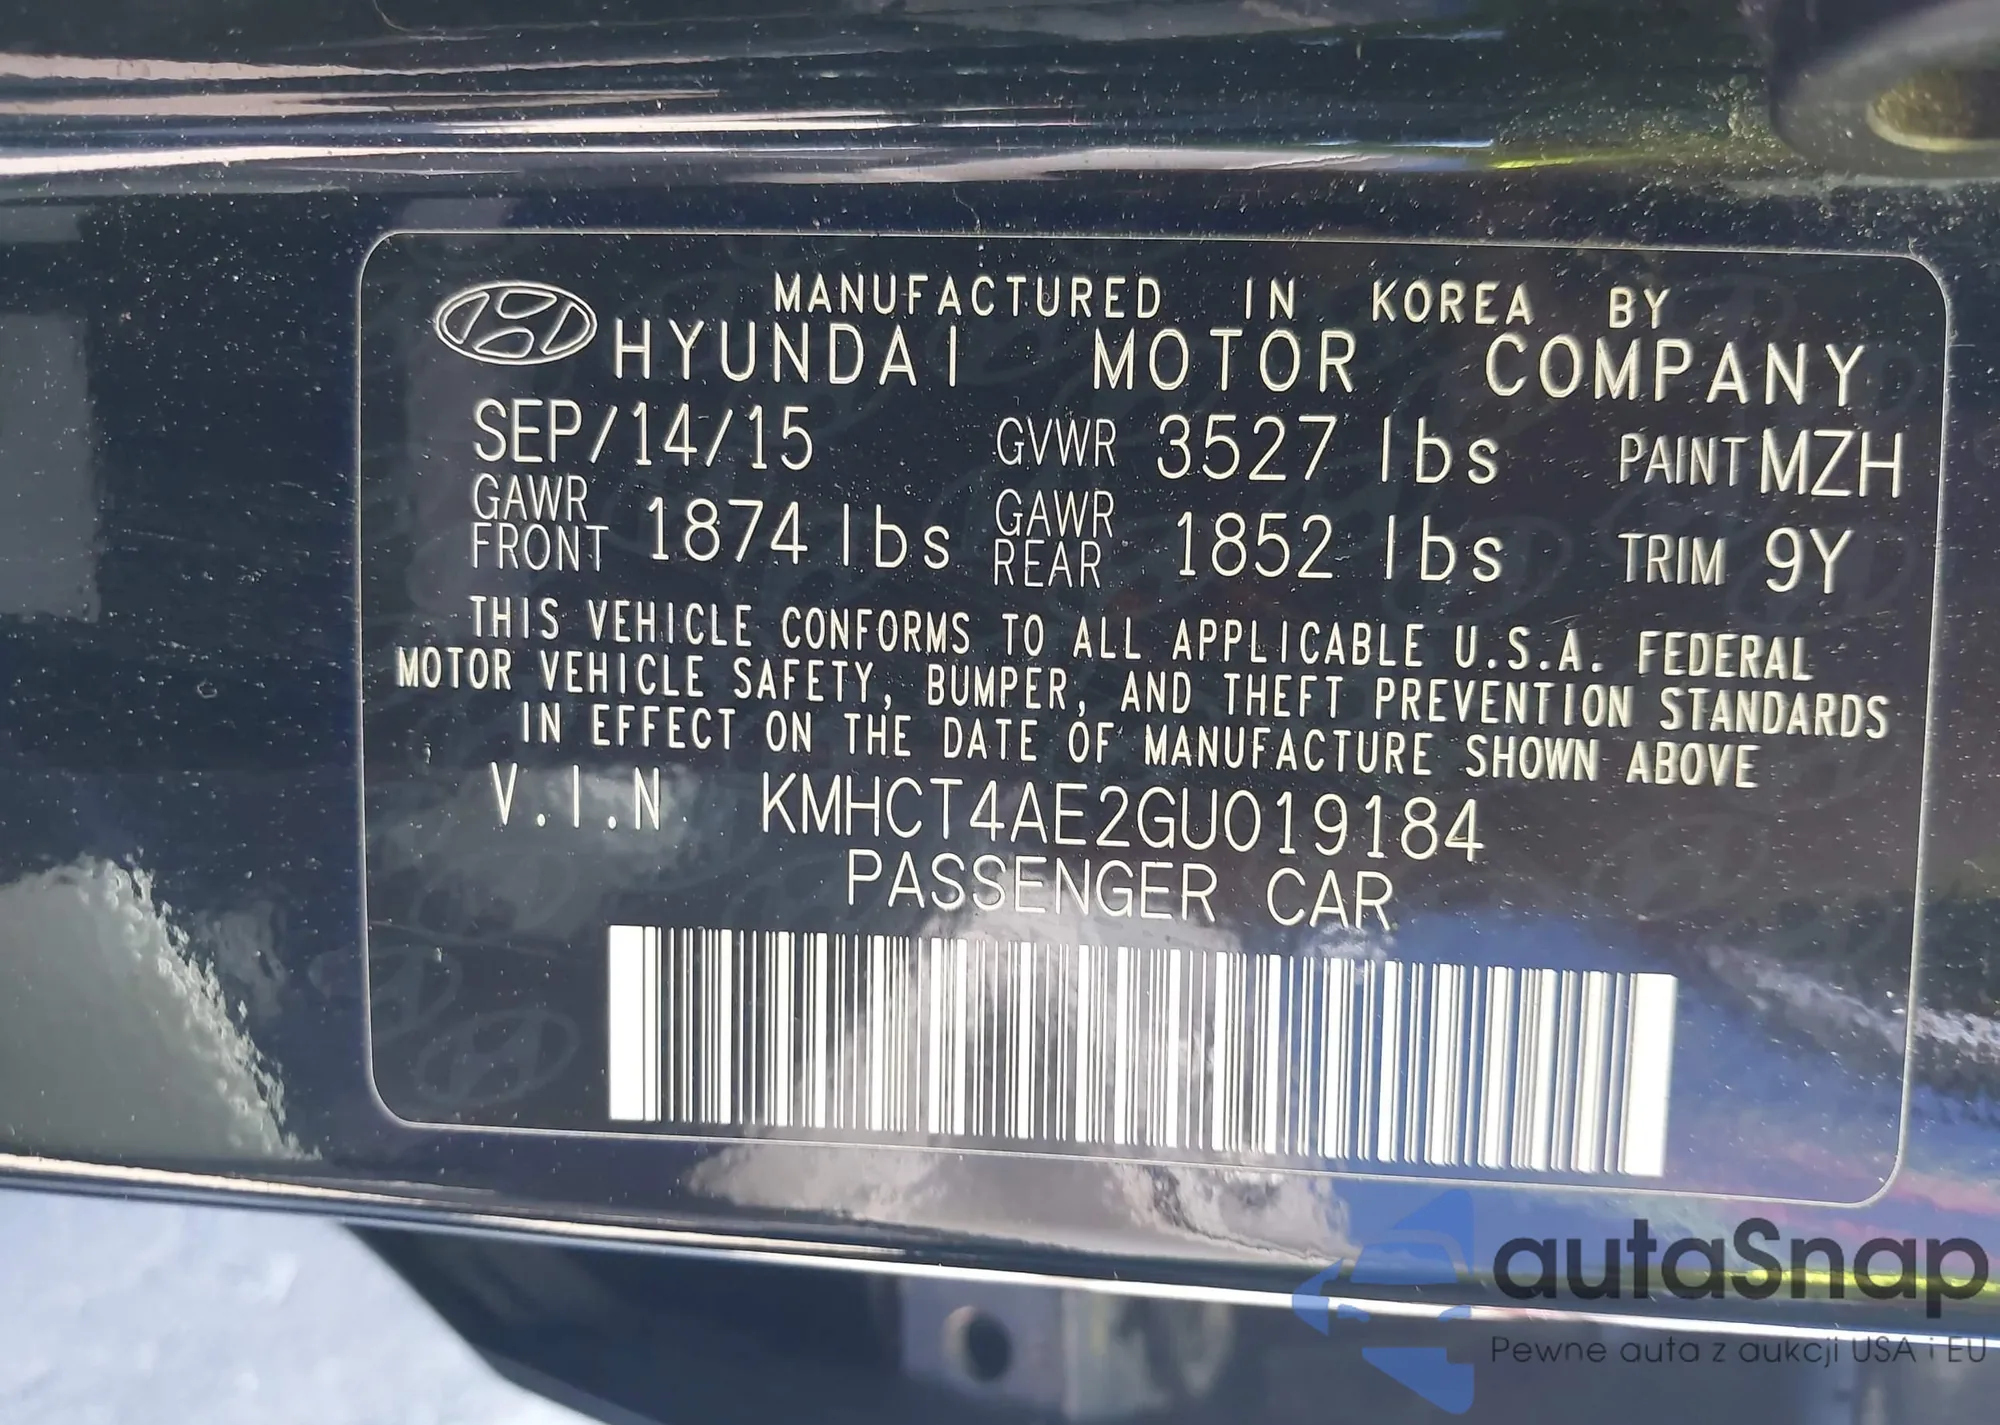 MANUFACTURED IN KOREA BY
HYUNDAI MOTOR COMPANY
SEP/14/15 GVWR 3527 lbs PAINT MZH
GAWR FRONT 1874 lbs GAWR REAR 1852 lbs TRIM 9Y
THIS VEHICLE CONFORMS TO ALL APPLICABLE U.S.A. FEDERAL
MOTOR VEHICLE SAFETY, BUMPER, AND THEFT PREVENTION STANDARDS
IN EFFECT ON THE DATE OF MANUFACTURE SHOWN ABOVE
V.I.N KMHCT4AE2GU019184
PASSENGER CAR
autaSnap
Pewne auta z aukcji USA i EU